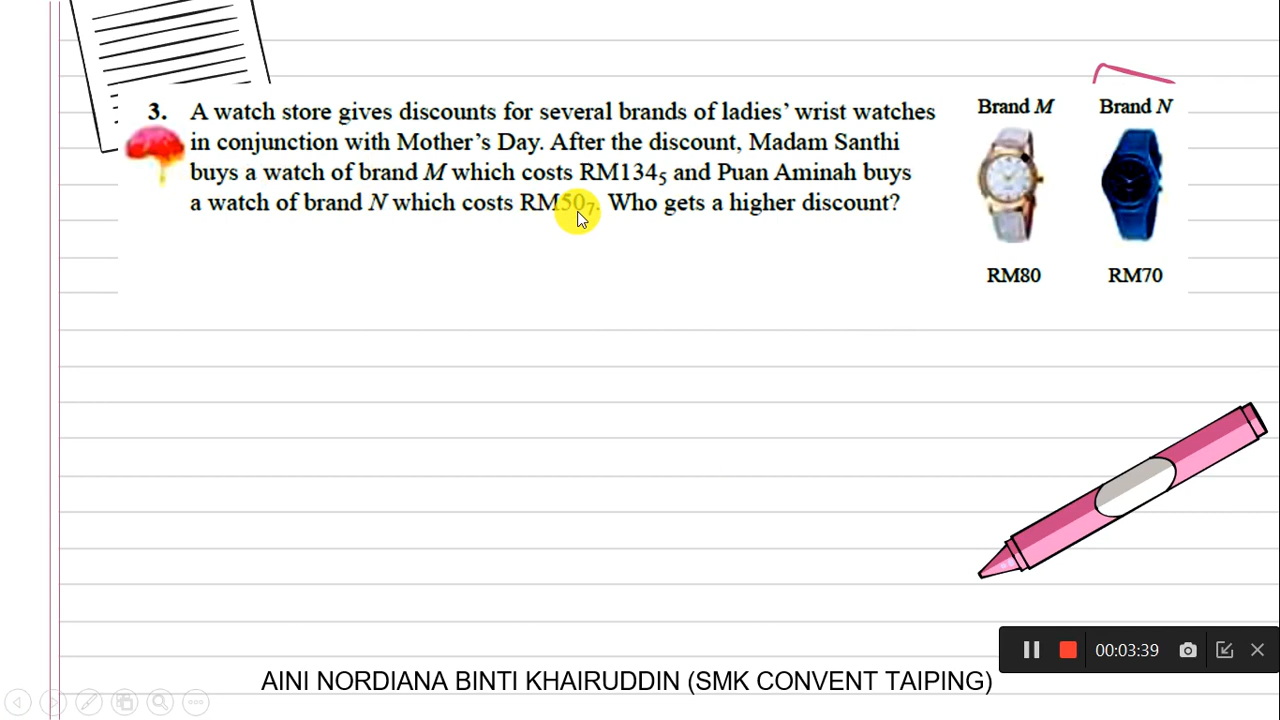 3. A watch store gives discounts for several brands of ladies' wrist watches
in conjunction with Mother's Day. After the discount, Madam Santhi
buys a watch of brand M which costs RM134₅ and Puan Aminah buys
a watch of brand N which costs RM50₇. Who gets a higher discount?
Brand M Brand N
RM80 RM70
00:03:39
AINI NORDIANA BINTI KHAIRUDDIN (SMK CONVENT TAIPING)